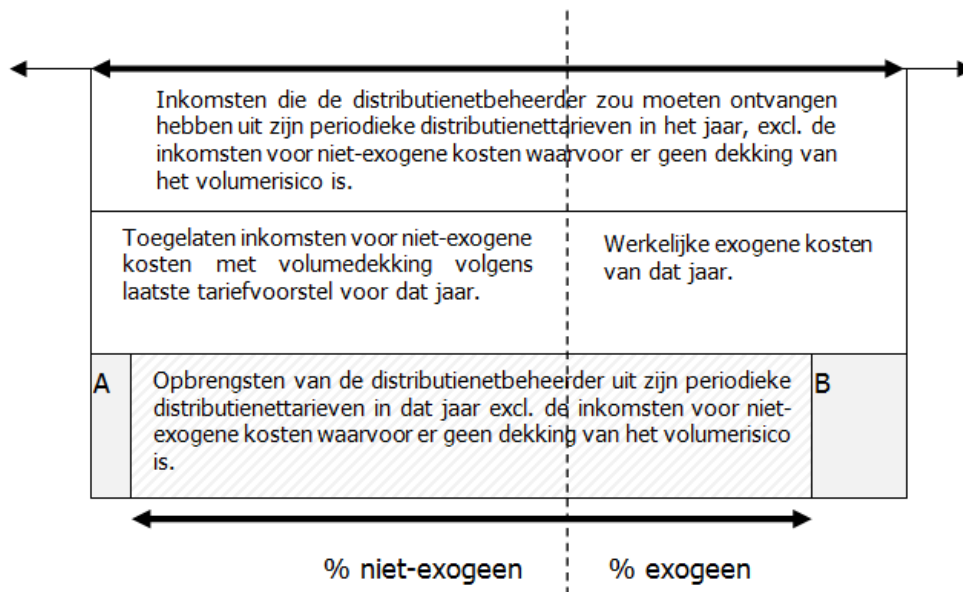 Inkomsten die de distributienetbeheerder zou moeten ontvangen
hebben uit zijn periodieke distributienettarieven in het jaar, excl. de
inkomsten voor niet-exogene kosten waarvoor er geen dekking van
het volumerisico is.
Toegelaten inkomsten voor niet-exogene
kosten met volumedekking volgens
laatste tariefvoorstel voor dat jaar.
Werkelijke exogene kosten
van dat jaar.
A
Opbrengsten van de distributienetbeheerder uit zijn periodieke
distributienettarieven in dat jaar excl. de inkomsten voor niet-
exogene kosten waarvoor er geen dekking van het volumerisico
is.
B
% niet-exogeen
% exogeen